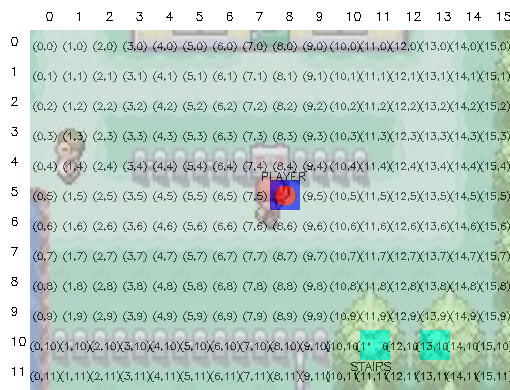 0 1 2 3 4 5 6 7 8 9 10 11 12 13 14 15
0 (0,0) (1,0) (2,0) (3,0) (4,0) (5,0) (6,0) (7,0) (8,0) (9,0) (10,0) (11,0) (12,0) (13,0) (14,0) (15,0)
1 (0,1) (1,1) (2,1) (3,1) (4,1) (5,1) (6,1) (7,1) (8,1) (9,1) (10,1) (11,1) (12,1) (13,1) (14,1) (15,1)
2 (0,2) (1,2) (2,2) (3,2) (4,2) (5,2) (6,2) (7,2) (8,2) (9,2) (10,2) (11,2) (12,2) (13,2) (14,2) (15,2)
3 (0,3) (1,3) (2,3) (3,3) (4,3) (5,3) (6,3) (7,3) (8,3) (9,3) (10,3) (11,3) (12,3) (13,3) (14,3) (15,3)
4 (0,4) (1,4) (2,4) (3,4) (4,4) (5,4) (6,4) (7,4) (8,4) (9,4) (10,4) (11,4) (12,4) (13,4) (14,4) (15,4)
PLAYER
5 (0,5) (1,5) (2,5) (3,5) (4,5) (5,5) (6,5) (7,5) (9,5) (10,5) (11,5) (12,5) (13,5) (14,5) (15,5)
6 (0,6) (1,6) (2,6) (3,6) (4,6) (5,6) (6,6) (7,6) (8,6) (9,6) (10,6) (11,6) (12,6) (13,6) (14,6) (15,6)
7 (0,7) (1,7) (2,7) (3,7) (4,7) (5,7) (6,7) (7,7) (8,7) (9,7) (10,7) (11,7) (12,7) (13,7) (14,7) (15,7)
8 (0,8) (1,8) (2,8) (3,8) (4,8) (5,8) (6,8) (7,8) (8,8) (9,8) (10,8) (11,8) (12,8) (13,8) (14,8) (15,8)
9 (0,9) (1,9) (2,9) (3,9) (4,9) (5,9) (6,9) (7,9) (8,9) (9,9) (10,9) (11,9) (12,9) (13,9) (14,9) (15,9)
10 (0,10) (1,10) (2,10) (3,10) (4,10) (5,10) (6,10) (7,10) (8,10) (9,10) (10,10) (12,10) (13,10) (14,10) (15,10)
STAIRS
11 (0,11) (1,11) (2,11) (3,11) (4,11) (5,11) (6,11) (7,11) (8,11) (9,11) (10,11) (11,11) (12,11) (13,11) (14,11) (15,11)